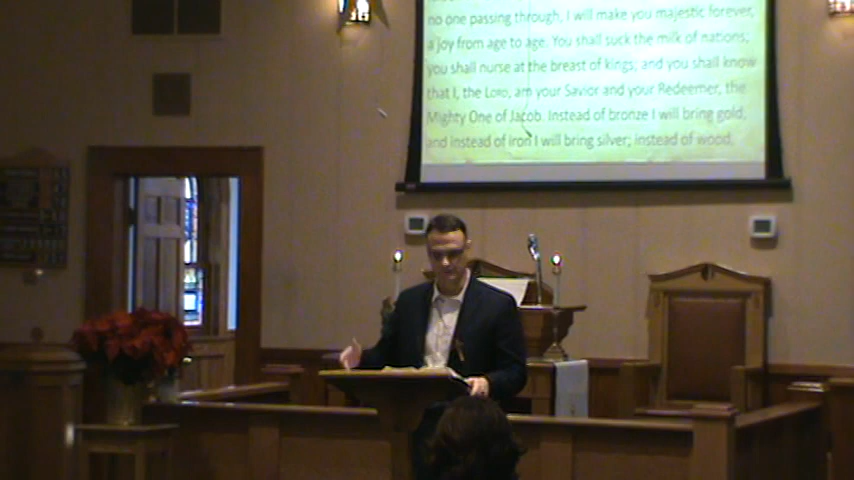 no one passing through, I will make you majestic forever,
a joy from age to age. You shall suck the milk of nations;
you shall nurse at the breast of kings; and you shall know
that I, the LORD, am your Savior and your Redeemer, the
Mighty One of Jacob. Instead of bronze I will bring gold,
and instead of iron I will bring silver; instead of wood,